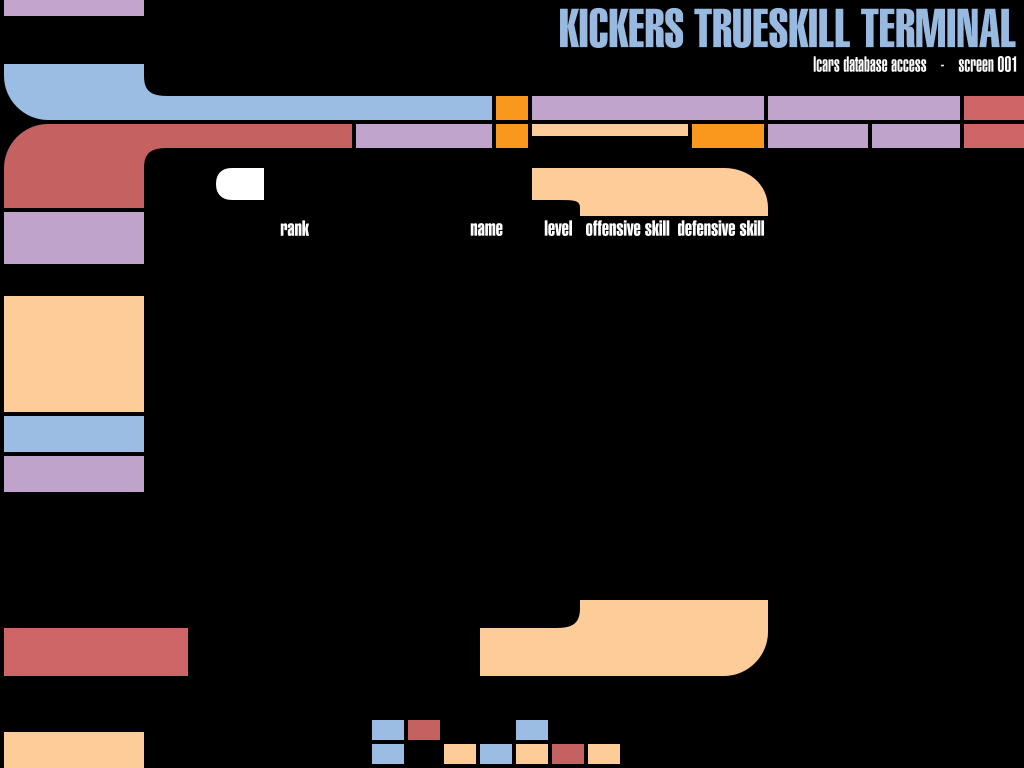 KICKERS TRUESKILL TERMINAL
lcars database access - screen 001
rank name level offensive skill defensive skill